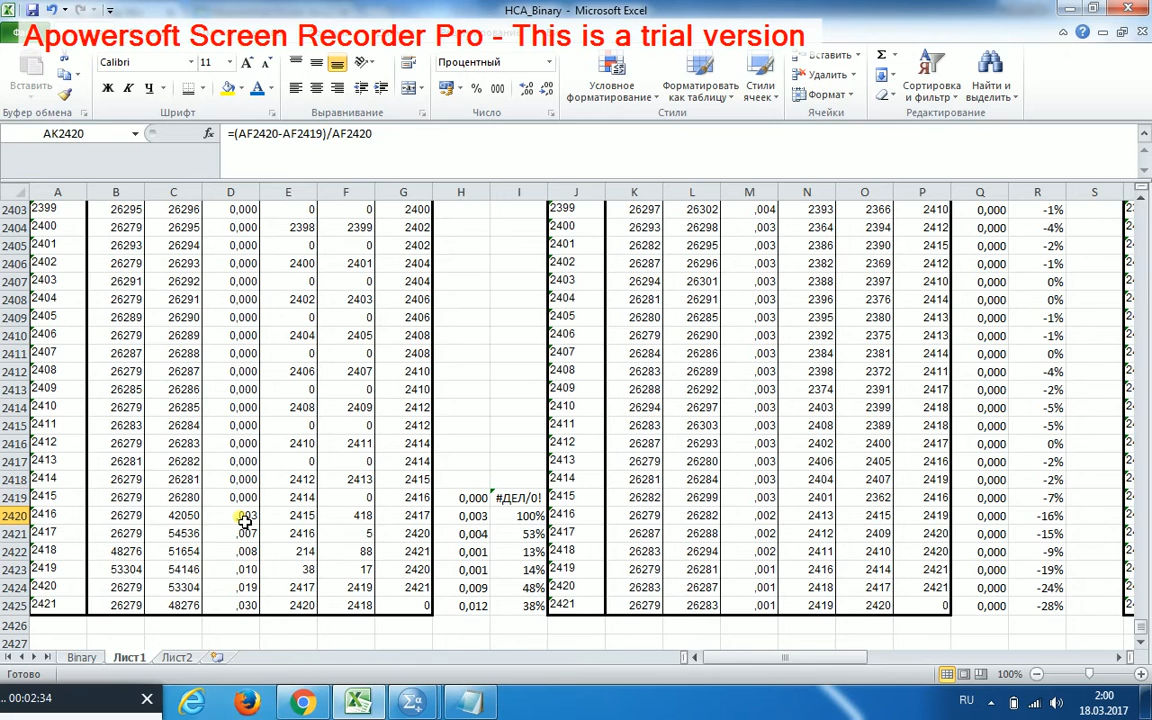 HCA_Binary - Microsoft Excel
Apowersoft Screen Recorder Pro - This is a trial version
Calibri 11 Процентный Условное форматирование Форматировать как таблицу Стили ячеек Вставить Удалить Формат Сортировка и фильтр Найти и выделить
Вставить Ж К Ч % 000
Буфер обмена Шрифт Выравнивание Число Стили Ячейки Редактирование
AK2420 fx =(AF2420-AF2419)/AF2420
A B C D E F G H I J K L M N O P Q R S
2403 2399 26295 26296 0,000 0 0 2400 2399 26297 26302 ,004 2393 2366 2410 0,000 -1%
2404 2400 26279 26295 0,000 2398 2399 2402 2400 26293 26298 ,003 2364 2394 2412 0,000 -4%
2405 2401 26293 26294 0,000 0 0 2402 2401 26282 26295 ,003 2386 2390 2415 0,000 -2%
2406 2402 26279 26293 0,000 2400 2401 2404 2402 26287 26296 ,003 2382 2369 2412 0,000 -1%
2407 2403 26291 26292 0,000 0 0 2404 2403 26294 26301 ,003 2388 2397 2410 0,000 0%
2408 2404 26279 26291 0,000 2402 2403 2406 2404 26281 26291 ,003 2396 2376 2414 0,000 0%
2409 2405 26289 26290 0,000 0 0 2406 2405 26279 26290 ,003 2395 2380 2413 0,000 -1%
2410 2406 26279 26289 0,000 2404 2405 2408 2406 26279 26289 ,003 2392 2375 2413 0,000 -1%
2411 2407 26287 26288 0,000 0 0 2408 2407 26284 26286 ,003 2384 2381 2414 0,000 0%
2412 2408 26279 26287 0,000 2406 2407 2410 2408 26283 26285 ,003 2398 2372 2411 0,000 -4%
2413 2409 26285 26286 0,000 0 0 2410 2409 26288 26292 ,003 2374 2391 2417 0,000 -2%
2414 2410 26279 26285 0,000 2408 2409 2412 2410 26294 26297 ,003 2403 2399 2418 0,000 -5%
2415 2411 26283 26284 0,000 0 0 2412 2411 26283 26288 ,003 2408 2373 2418 0,000 -5%
2416 2412 26279 26283 0,000 2410 2411 2414 2412 26287 26293 ,003 2402 2400 2417 0,000 0%
2417 2413 26281 26282 0,000 0 0 2414 2413 26279 26280 ,003 2406 2405 2416 0,000 -2%
2418 2414 26279 26281 0,000 2412 2413 2415 2414 26281 26284 ,003 2404 2407 2419 0,000 -2%
2419 2415 26279 26280 0,000 2414 0 2416 0,000 #ДЕЛ/0! 2415 26282 26299 ,003 2401 2362 2416 0,000 -7%
2420 2416 26279 42050 ,003 2415 418 2417 0,003 100% 2416 26279 26282 ,002 2413 2415 2419 0,000 -16%
2421 2417 26279 54536 ,007 2416 5 2420 0,004 53% 2417 26287 26288 ,002 2412 2409 2420 0,000 -15%
2422 2418 48276 51654 ,008 214 88 2421 0,001 13% 2418 26283 26294 ,002 2411 2410 2420 0,000 -9%
2423 2419 53304 54146 ,010 38 17 2420 0,001 14% 2419 26279 26281 ,001 2416 2414 2421 0,000 -19%
2424 2420 26279 53304 ,019 2417 2419 2421 0,009 48% 2420 26283 26287 ,001 2418 2417 2421 0,000 -24%
2425 2421 26279 48276 ,030 2420 2418 0 0,012 38% 2421 26279 26283 ,001 2419 2420 0 0,000 -28%
2426
2427
Binary Лист1 Лист2
Готово 100%
.. 00:02:34 RU 2:00
18.03.2017